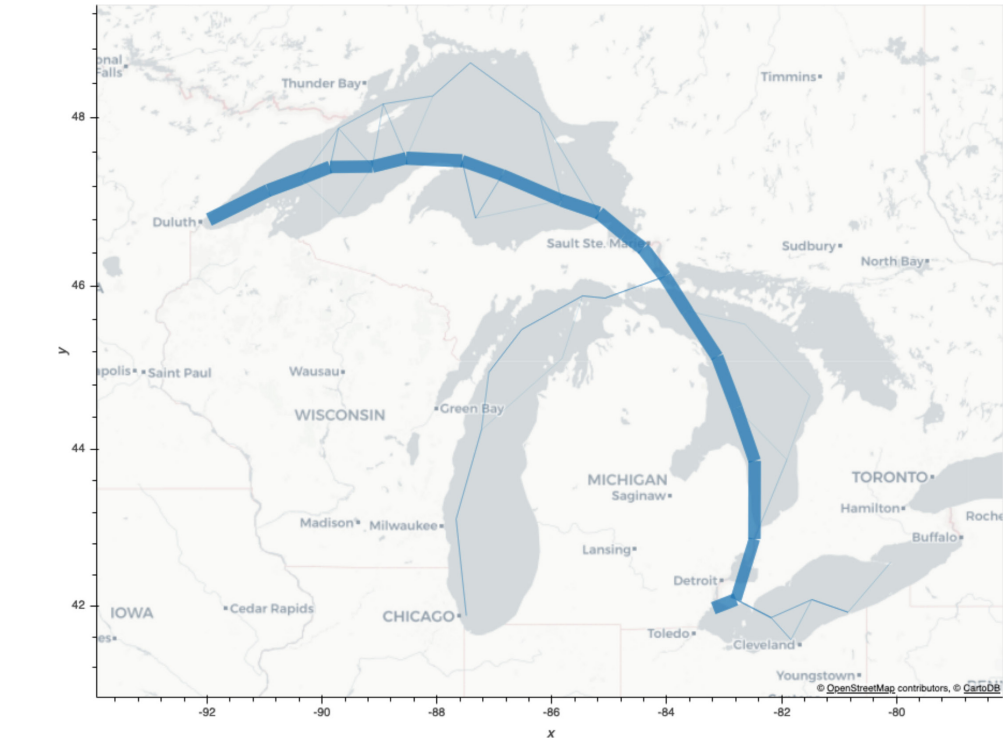 onal
Falls
Thunder Bay
Timmins
48
Duluth
Sault Ste. Ma
Sudbury
North Bay
46
y
apolis
Saint Paul
Wausau
WISCONSIN
Green Bay
44
MICHIGAN
Saginaw
TORONTO
Hamilton
Roche
Madison
Milwaukee
Lansing
Buffalo
Detroit
42
IOWA
Cedar Rapids
CHICAGO
es
Toledo
Cleveland
Youngstown
© OpenStreetMap contributors, © CartoDB
-92
-90
-88
-86
-84
-82
-80
x